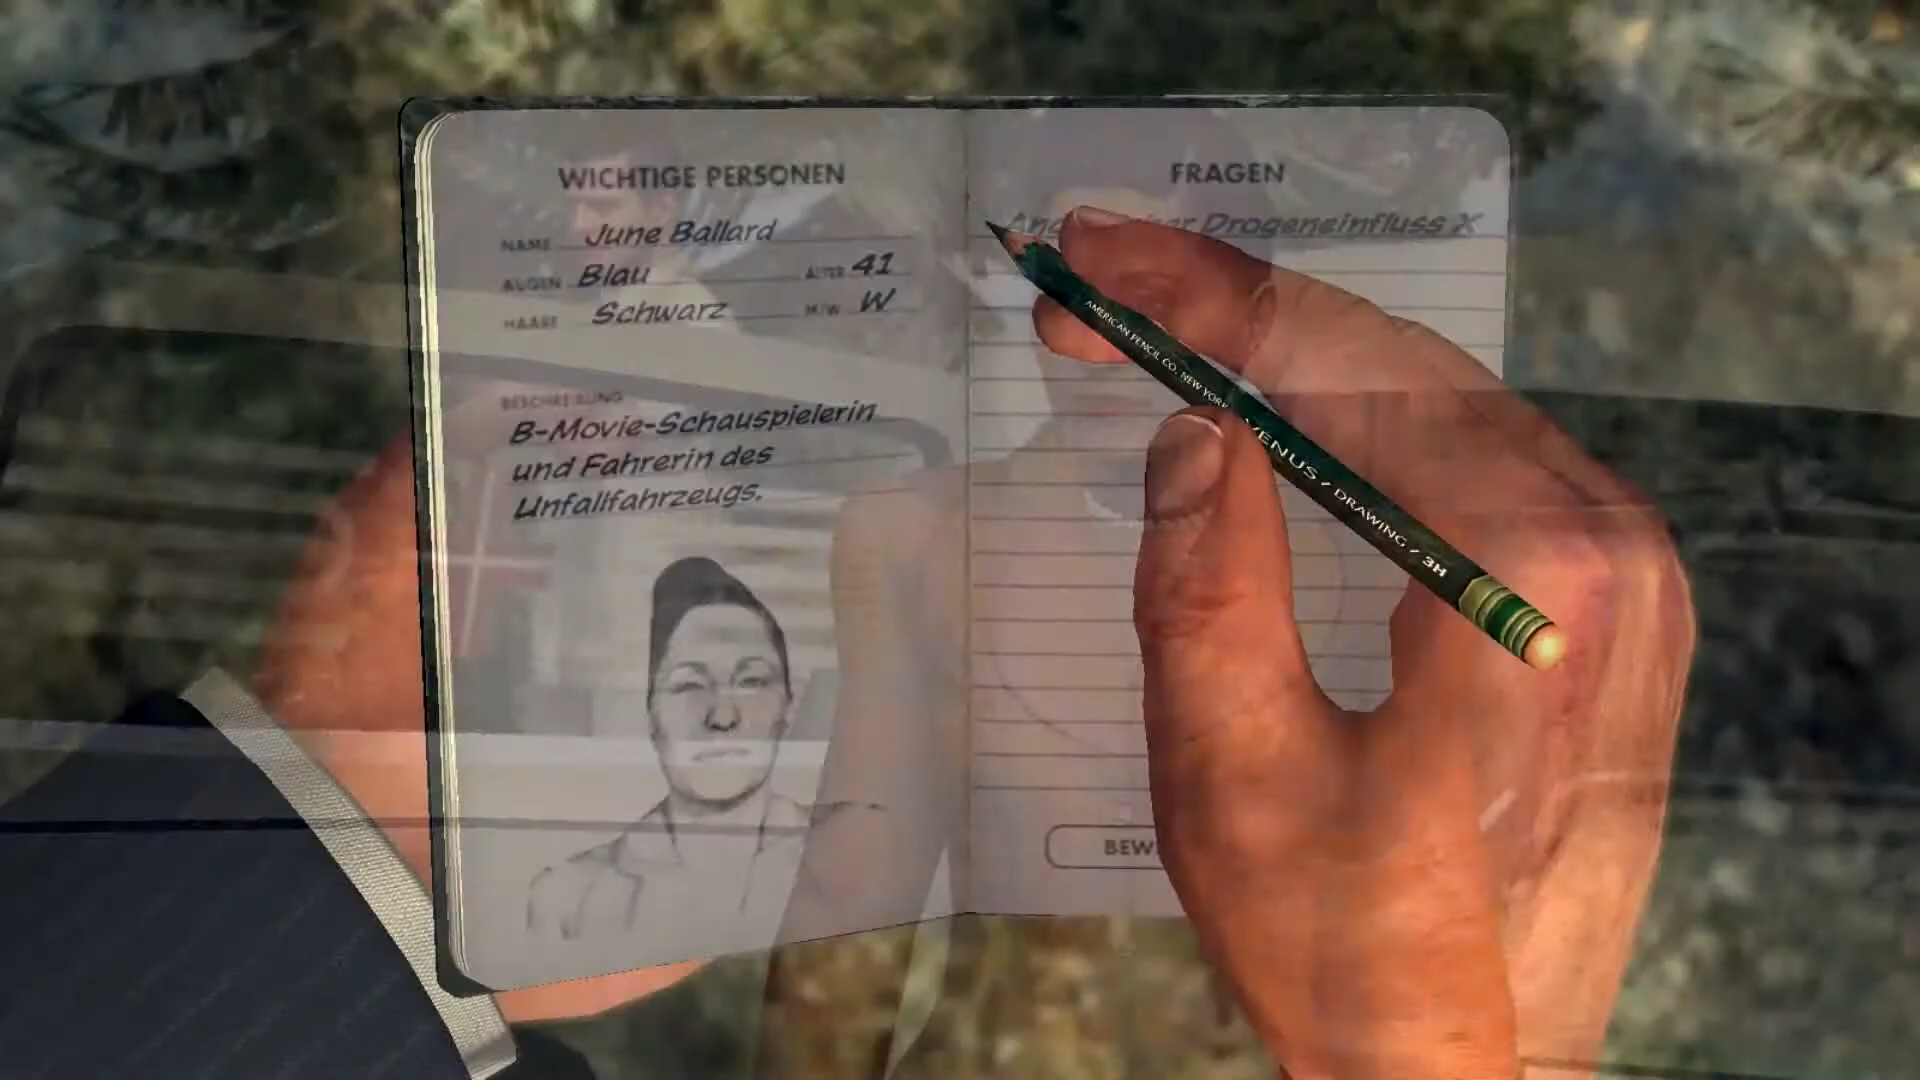 WICHTIGE PERSONEN
NAME June Ballard
AUGEN Blau ALTER 41
HAARE Schwarz M/W W
BESCHREIBUNG
B-Movie-Schauspielerin
und Fahrerin des
Unfallfahrzeugs.
FRAGEN
Drogeneinfluss X
AMERICAN PENCIL CO. NEW YORK VENUS / DRAWING / 3H